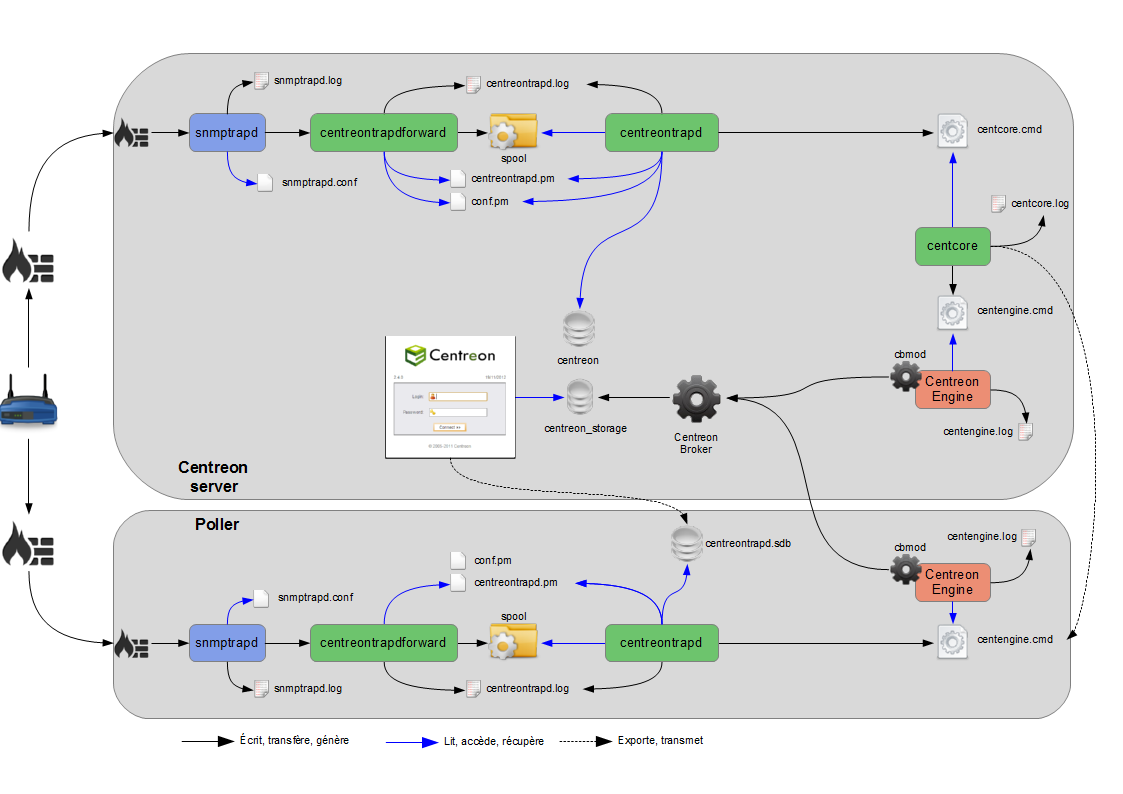 snmptrapd.log
centreontrapd.log
snmptrapd
centreontrapdforward
spool
centreontrapd
centcore.cmd
snmptrapd.conf
centreontrapd.pm
conf.pm
centcore.log
centcore
centengine.cmd
centreon
cbmod
Centreon
Engine
centengine.log
Centreon
Login
Password
Connect >>
centreon_storage
Centreon
Broker
Centreon
server
Poller
centreontrapd.sdb
centengine.log
cbmod
Centreon
Engine
conf.pm
centreontrapd.pm
snmptrapd.conf
spool
snmptrapd
centreontrapdforward
centreontrapd
centengine.cmd
snmptrapd.log
centreontrapd.log
Écrit, transfère, génère
Lit, accède, récupère
Exporte, transmet